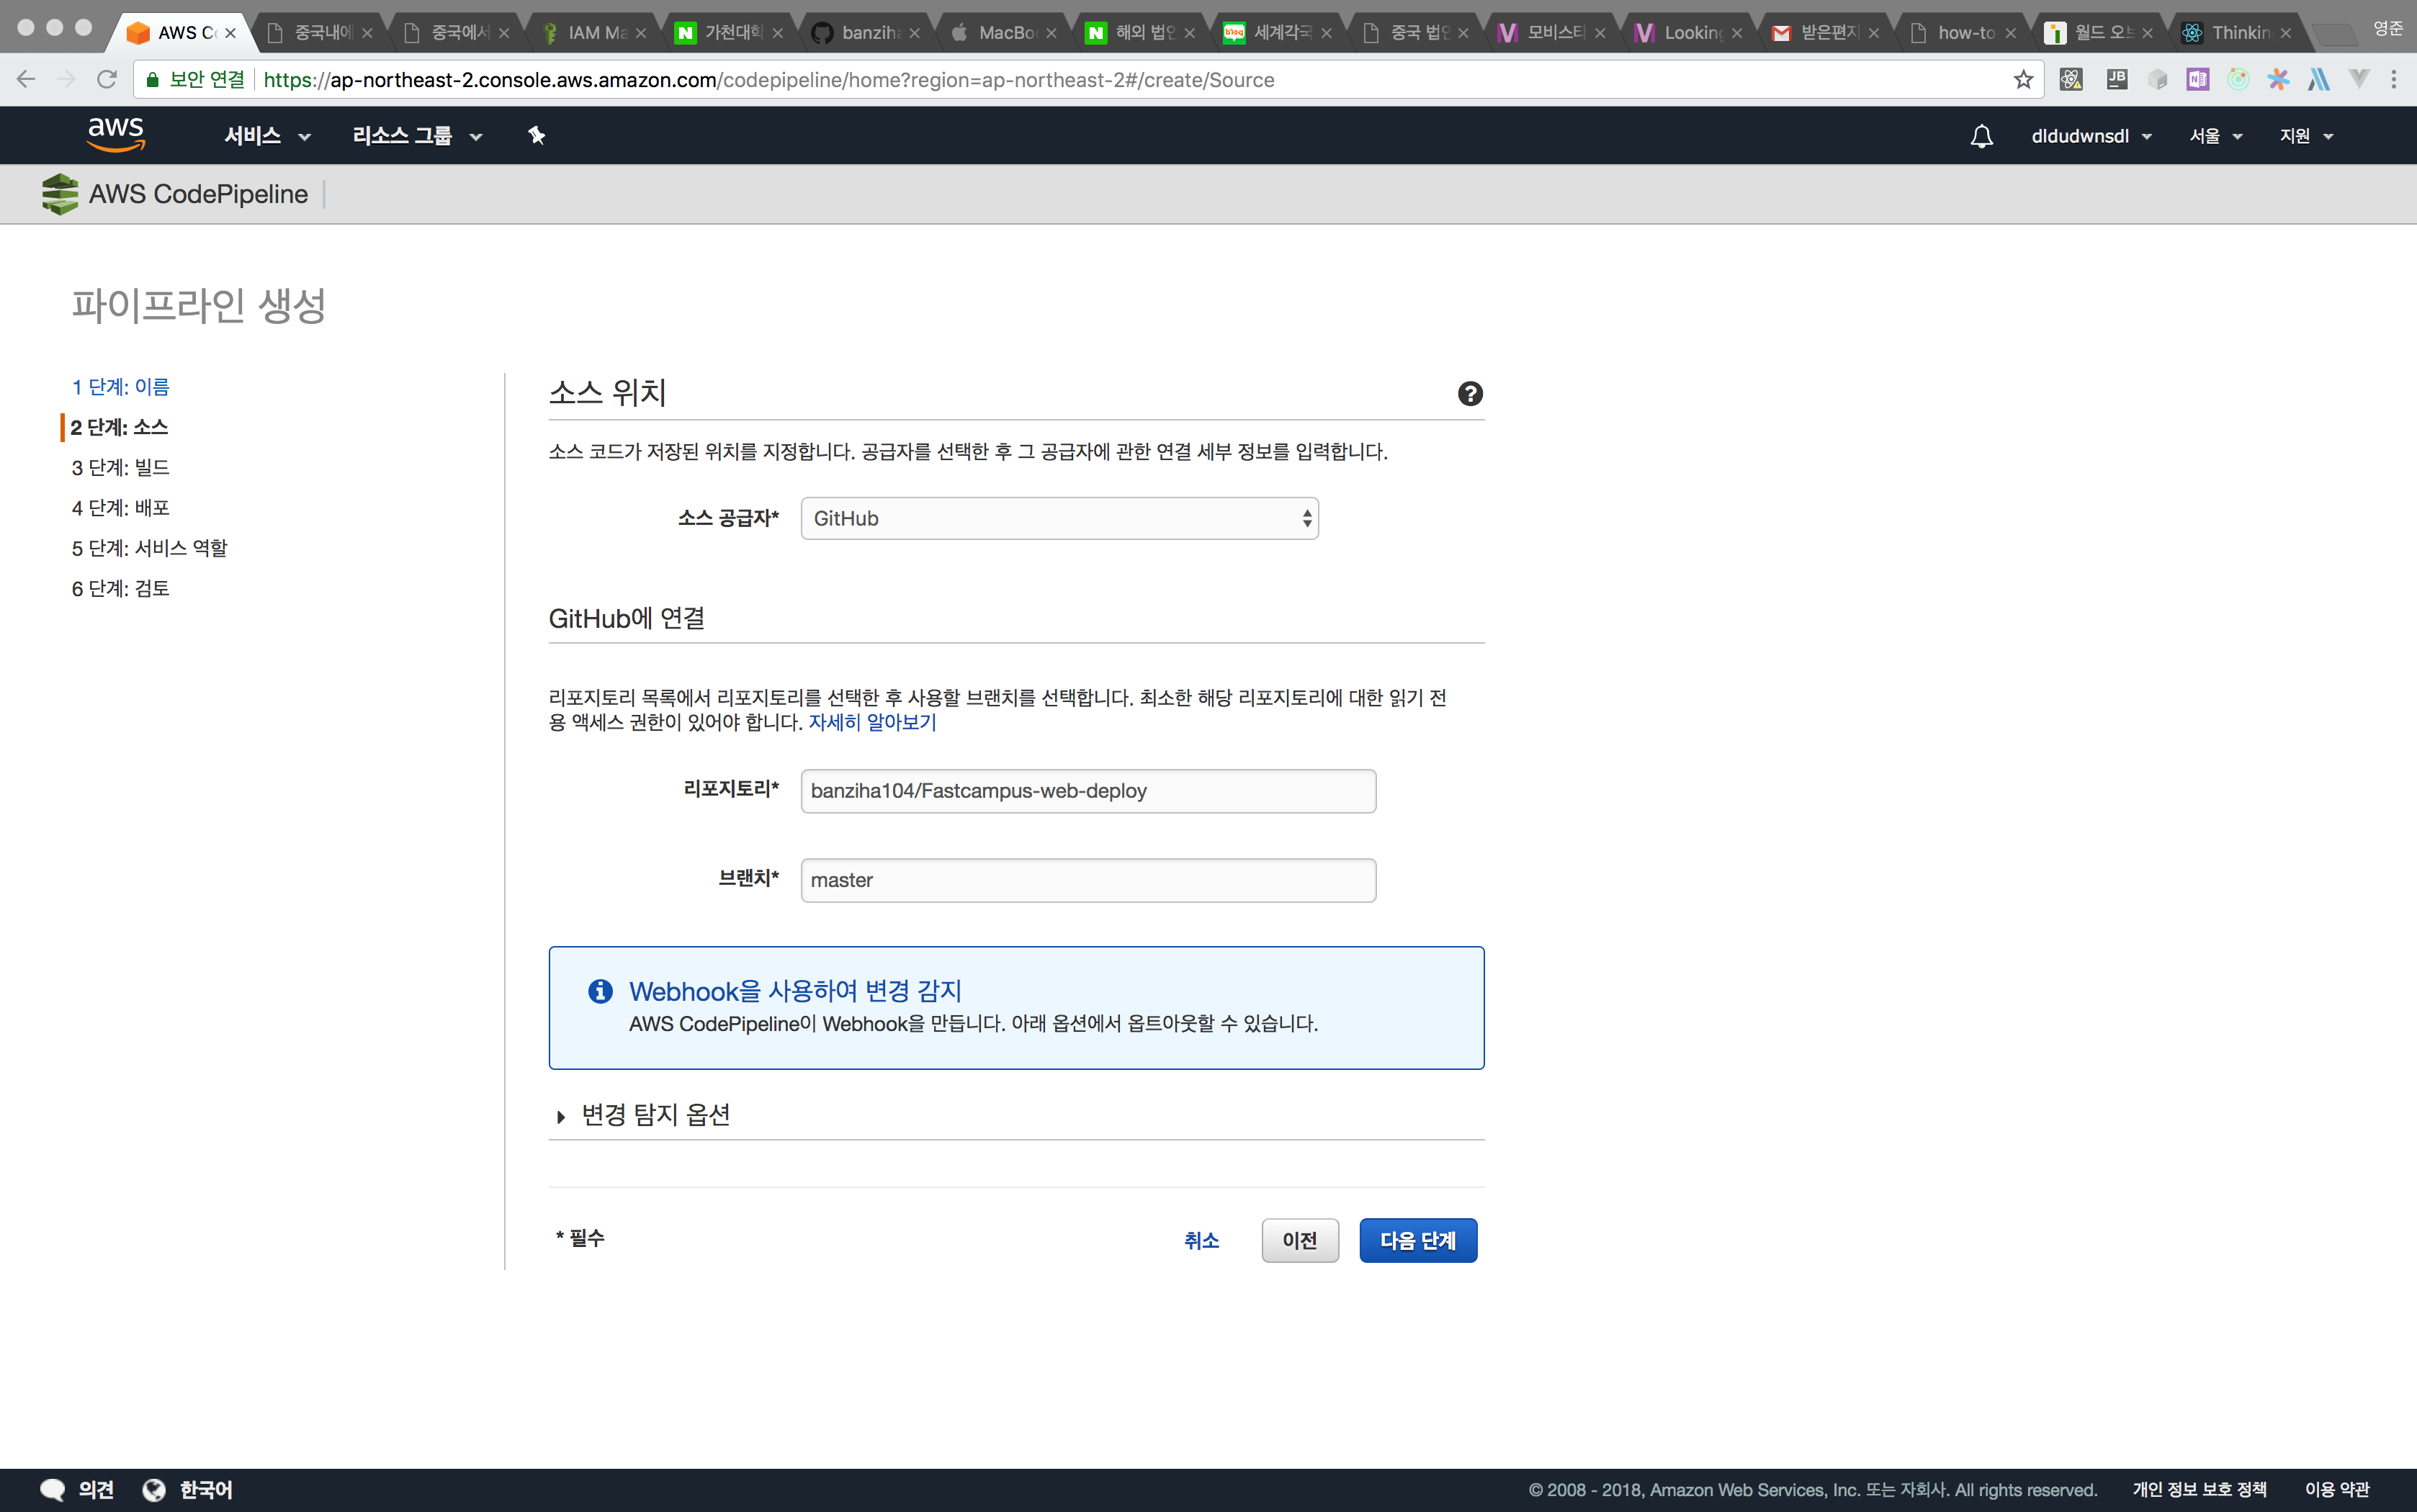 AWS Co
중국내에
중국에서
IAM Ma
가천대학
banziha
MacBo
해외 법인
세계각국
중국 법인
모비스타
Looking
받은편지
how-to
월드 오브
Thinkin
영준
보안 연결 https://ap-northeast-2.console.aws.amazon.com/codepipeline/home?region=ap-northeast-2#/create/Source
JB
N
aws 서비스 리소스 그룹 dldudwnsdl 서울 지원
AWS CodePipeline
파이프라인 생성
1 단계: 이름
2 단계: 소스
3 단계: 빌드
4 단계: 배포
5 단계: 서비스 역할
6 단계: 검토
소스 위치
소스 코드가 저장된 위치를 지정합니다. 공급자를 선택한 후 그 공급자에 관한 연결 세부 정보를 입력합니다.
소스 공급자* GitHub
GitHub에 연결
리포지토리 목록에서 리포지토리를 선택한 후 사용할 브랜치를 선택합니다. 최소한 해당 리포지토리에 대한 읽기 전
용 액세스 권한이 있어야 합니다. 자세히 알아보기
리포지토리* banziha104/Fastcampus-web-deploy
브랜치* master
Webhook을 사용하여 변경 감지
AWS CodePipeline이 Webhook을 만듭니다. 아래 옵션에서 옵트아웃할 수 있습니다.
변경 탐지 옵션
* 필수 취소 이전 다음 단계
의견 한국어 © 2008 - 2018, Amazon Web Services, Inc. 또는 자회사. All rights reserved. 개인 정보 보호 정책 이용 약관